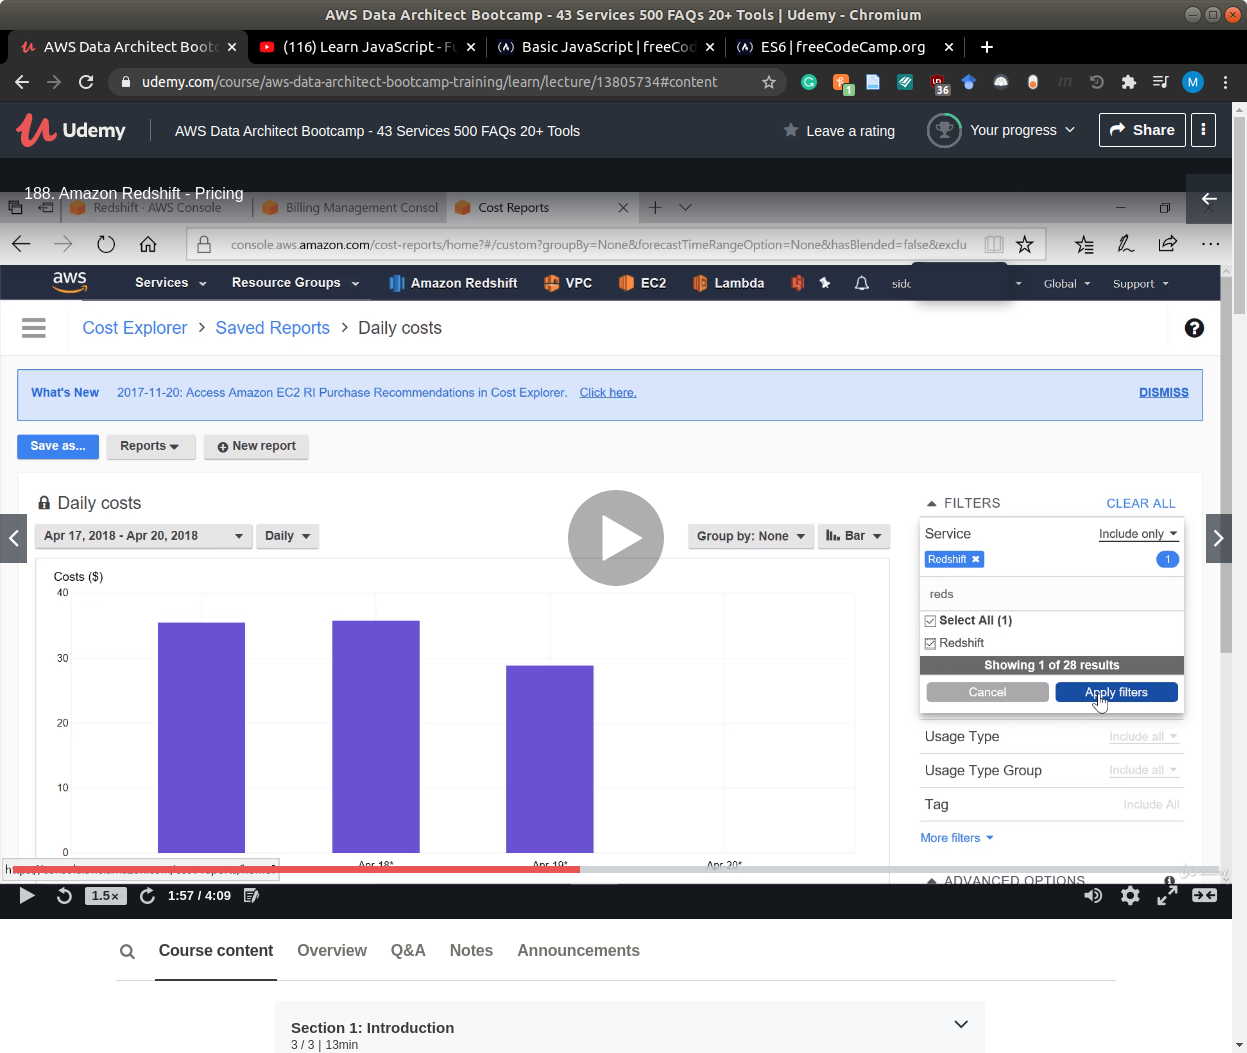 AWS Data Architect Bootcamp - 43 Services 500 FAQs 20+ Tools | Udemy - Chromium
AWS Data Architect Boot
(116) Learn JavaScript - F
Basic JavaScript | freeCo
ES6 | freeCodeCamp.org
udemy.com/course/aws-data-architect-bootcamp-training/learn/lecture/13805734#content
1
36
M
Udemy
AWS Data Architect Bootcamp - 43 Services 500 FAQs 20+ Tools
Leave a rating
Your progress
Share
188. Amazon Redshift - Pricing
Redshift · AWS Console
Billing Management Consol
Cost Reports
console.aws.amazon.com/cost-reports/home?#/custom?groupBy=None&forecastTimeRangeOption=None&hasBlended=false&exclu
aws
Services
Resource Groups
Amazon Redshift
VPC
EC2
Lambda
Global
Support
Cost Explorer > Saved Reports > Daily costs
What's New 2017-11-20: Access Amazon EC2 RI Purchase Recommendations in Cost Explorer. Click here.
DISMISS
Save as...
Reports
New report
Daily costs
FILTERS
CLEAR ALL
Apr 17, 2018 - Apr 20, 2018
Daily
Group by: None
Bar
Service
Include only
Redshift
1
Costs ($)
40
30
20
10
0
reds
Select All (1)
Redshift
Showing 1 of 28 results
Cancel
Apply filters
Usage Type
Include all
Usage Type Group
Include all
Tag
Include All
More filters
Apr-18*
Apr-19*
Apr-20*
ADVANCED OPTIONS
1.5×
1:57 / 4:09
Course content
Overview
Q&A
Notes
Announcements
Section 1: Introduction
3 / 3 | 13min